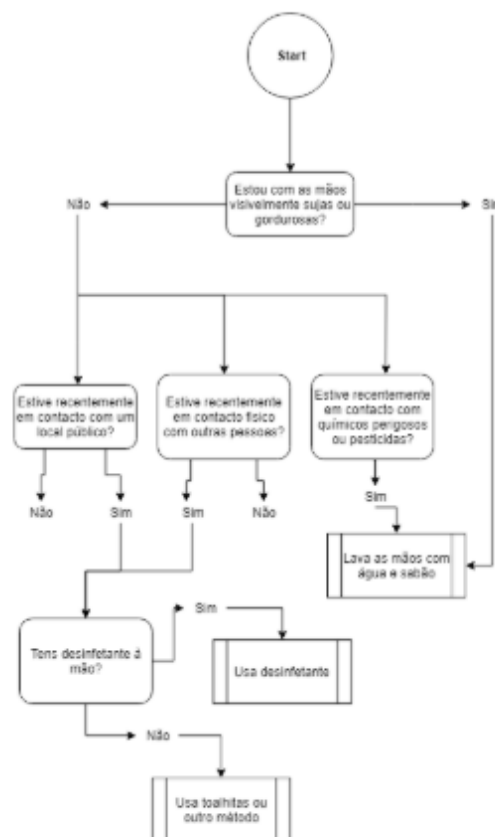 Start
Estou com as mãos
visivelmente sujas ou
gordurosas?
Não
Sim
Estive recentemente
em contacto com um
local público?
Estive recentemente
em contacto físico
com outras pessoas?
Estive recentemente
em contacto com
químicos perigosos
ou pesticidas?
Não
Sim
Sim
Não
Sim
Lava as mãos com
água e sabão
Tens desinfetante à
mão?
Sim
Usa desinfetante
Não
Usa toalhitas ou
outro método